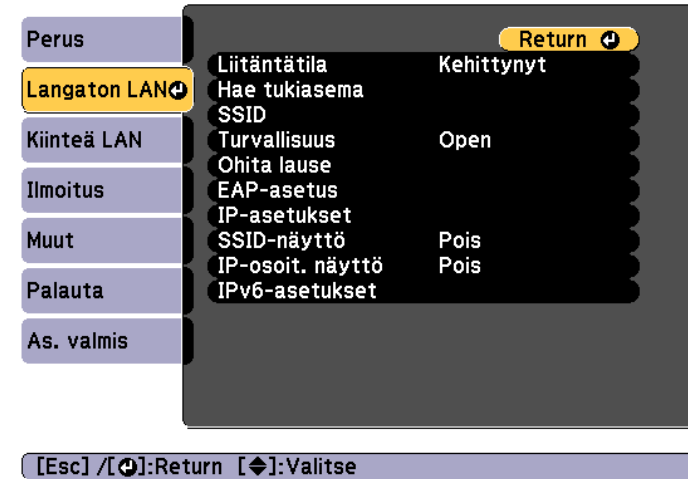 Perus
Langaton LAN
Kiinteä LAN
Ilmoitus
Muut
Palauta
As. valmis
Return
Liitäntätila Kehittynyt
Hae tukiasema
SSID
Turvallisuus Open
Ohita lause
EAP-asetus
IP-asetukset
SSID-näyttö Pois
IP-osoit. näyttö Pois
IPv6-asetukset
[Esc] /[⏎]:Return [◆]:Valitse